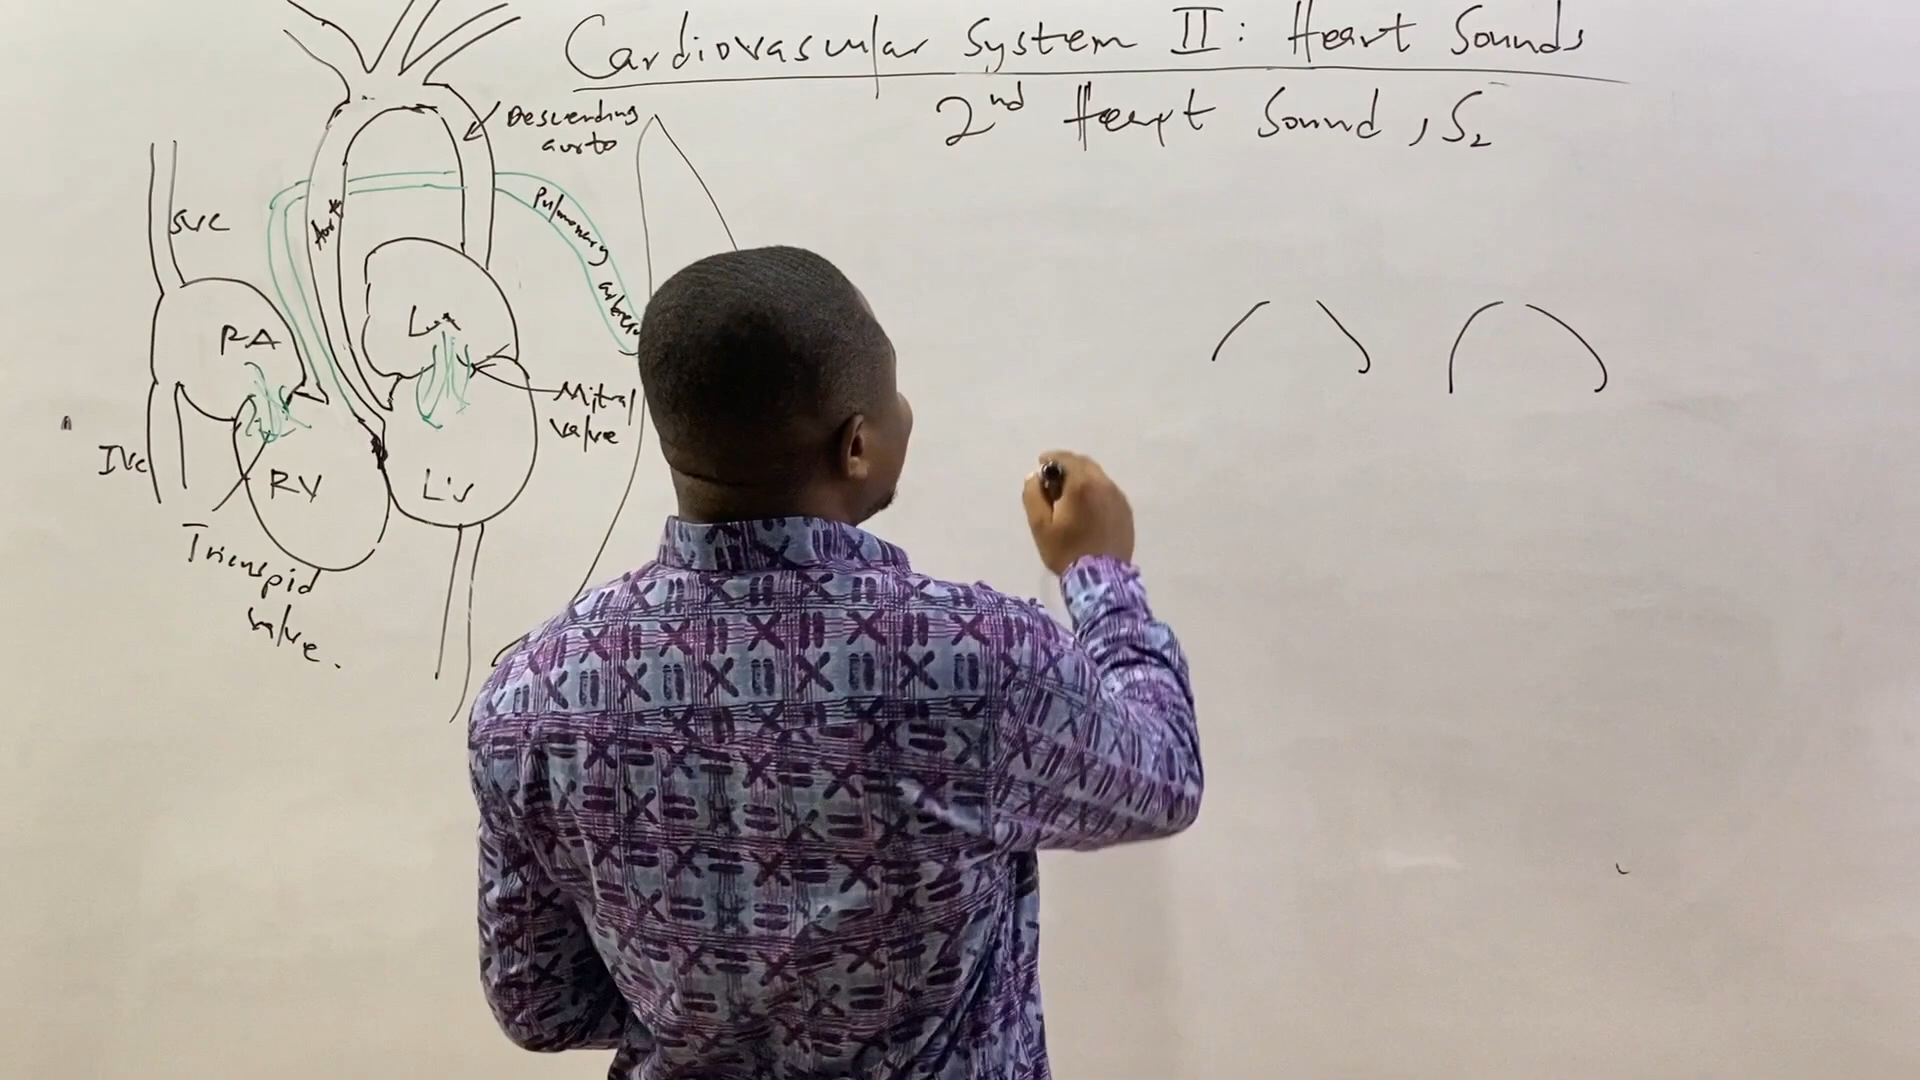 Cardiovascular System II: Heart Sounds
2nd Heart Sound, S2
Descending
aorta
Pulmonary artery
SVC
Aorta
RA
LA
Mitral
valve
IVC
RV
LV
Tricuspid
valve.